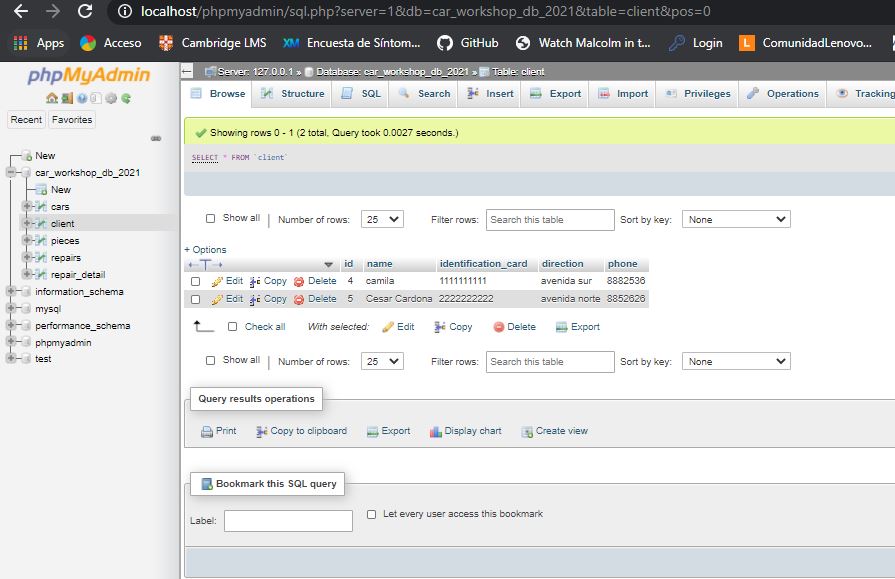 localhost/phpmyadmin/sql.php?server=1&db=car_workshop_db_2021&table=client&pos=0
Apps Acceso Cambridge LMS Encuesta de Síntom... GitHub Watch Malcolm in t... Login ComunidadLenovo...
phpMyAdmin
Recent Favorites
New
car_workshop_db_2021
New
cars
client
pieces
repairs
repair_detail
information_schema
mysql
performance_schema
phpmyadmin
test
Server: 127.0.0.1 » Database: car_workshop_db_2021 » Table: client
Browse Structure SQL Search Insert Export Import Privileges Operations Tracking
Showing rows 0 - 1 (2 total, Query took 0.0027 seconds.)
SELECT * FROM `client`
Show all Number of rows: 25 Filter rows: Search this table Sort by key: None
+ Options
id name identification_card direction phone
Edit Copy Delete 4 camila 1111111111 avenida sur 8882536
Edit Copy Delete 5 Cesar Cardona 2222222222 avenida norte 8852626
Check all With selected: Edit Copy Delete Export
Show all Number of rows: 25 Filter rows: Search this table Sort by key: None
Query results operations
Print Copy to clipboard Export Display chart Create view
Bookmark this SQL query
Label: Let every user access this bookmark